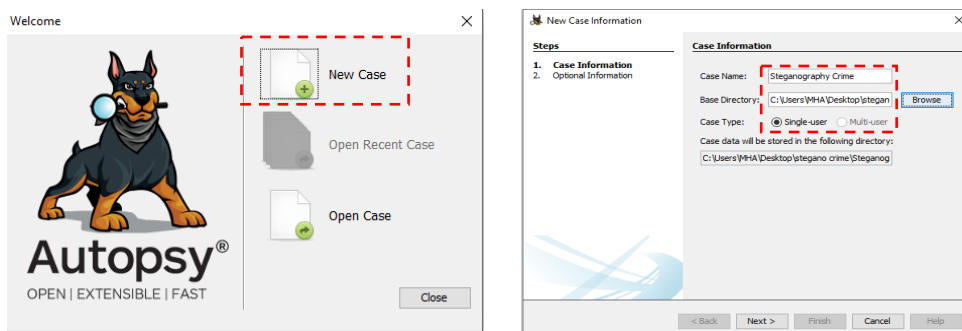 Welcome
New Case
Open Recent Case
Open Case
Autopsy®
OPEN | EXTENSIBLE | FAST
Close
New Case Information
Steps
1. Case Information
2. Optional Information
Case Information
Case Name: Steganography Crime
Base Directory: C:\Users\MHA\Desktop\stegan Browse
Case Type: Single-user Multi-user
Case data will be stored in the following directory:
C:\Users\MHA\Desktop\stegano crime\Steganog
< Back Next > Finish Cancel Help